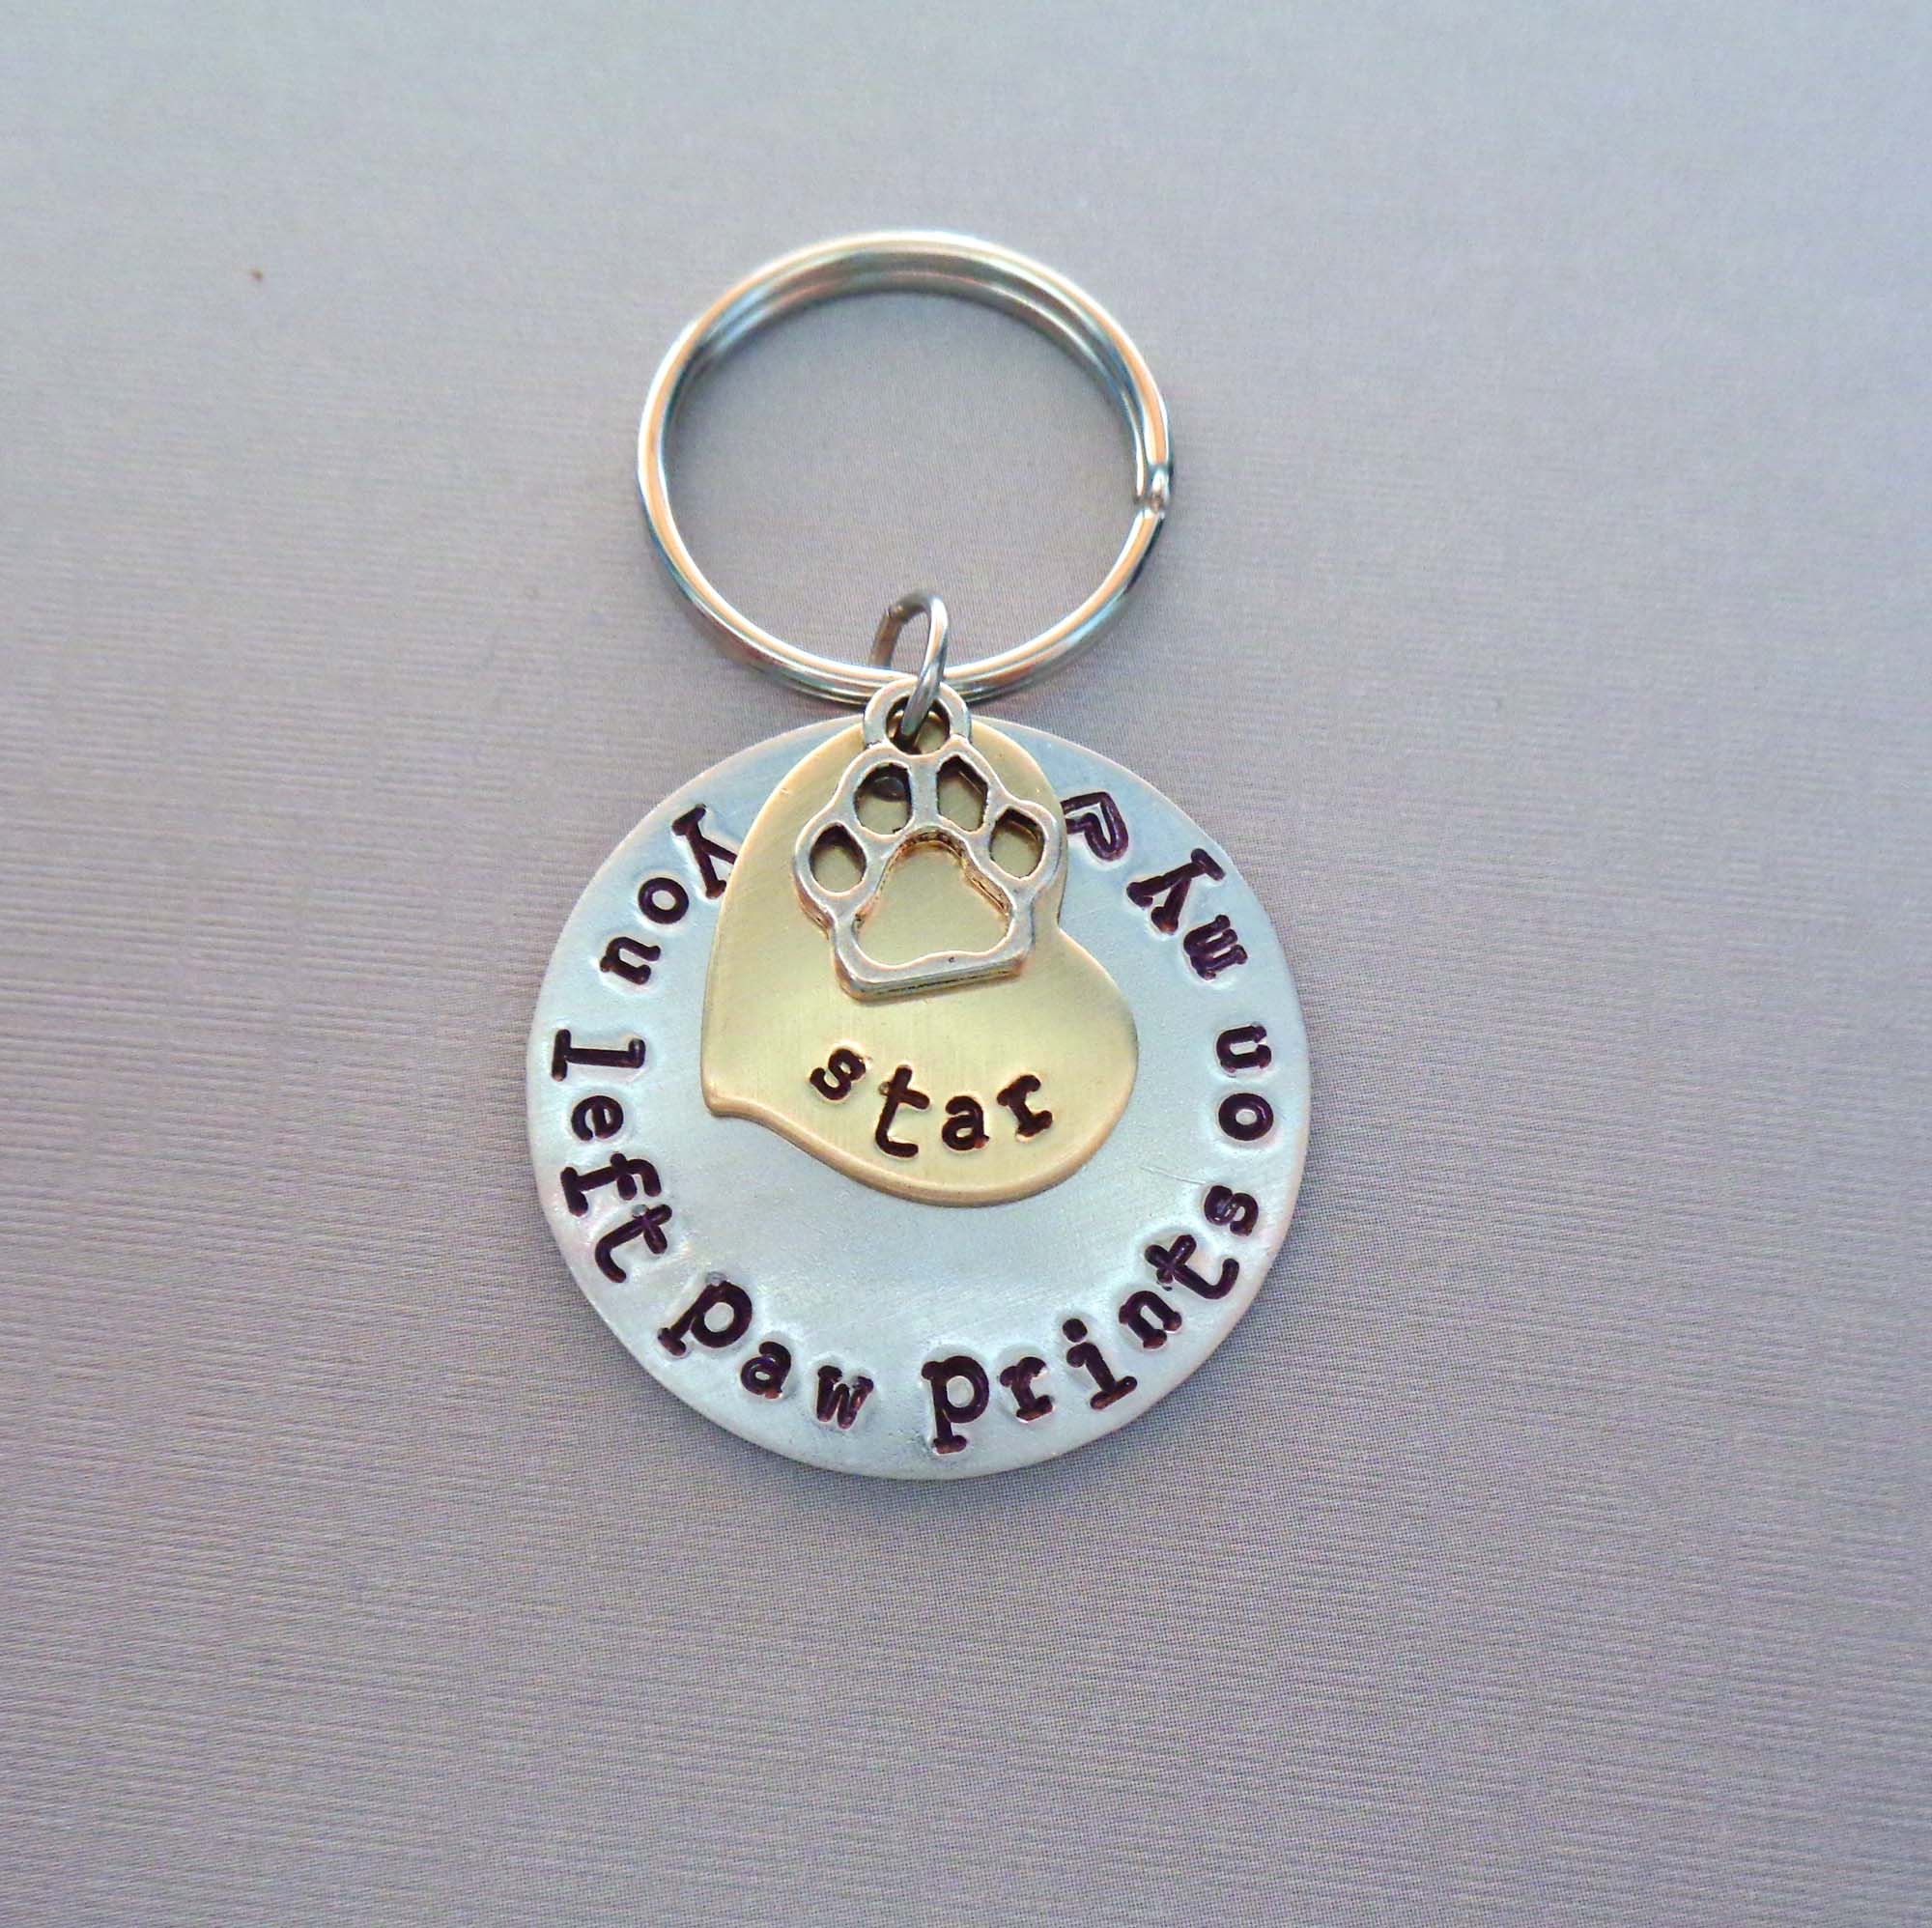 You left paw prints on my
star